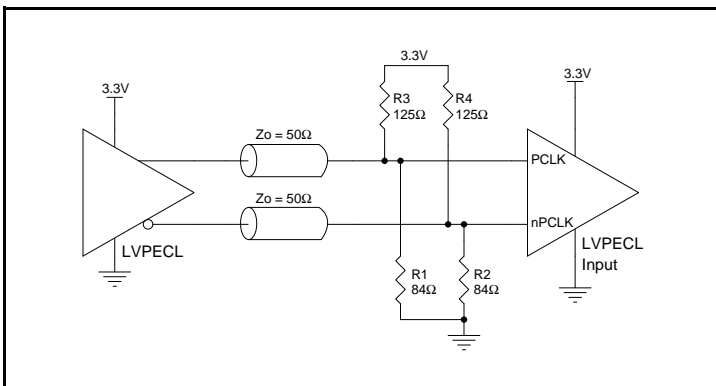 3.3V
3.3V
3.3V
R3
125Ω
R4
125Ω
Zo = 50Ω
PCLK
Zo = 50Ω
nPCLK
LVPECL
LVPECL
Input
R1
84Ω
R2
84Ω